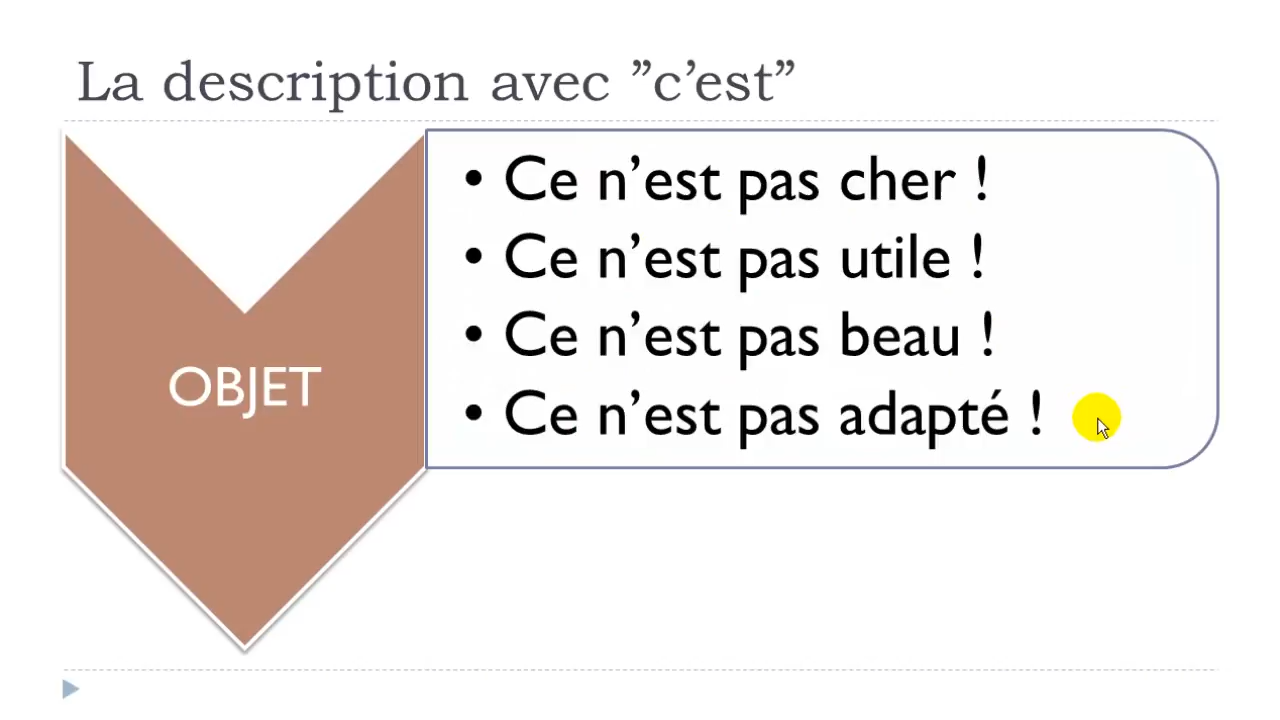 La description avec ”c’est”
OBJET
• Ce n’est pas cher !
• Ce n’est pas utile !
• Ce n’est pas beau !
• Ce n’est pas adapté !